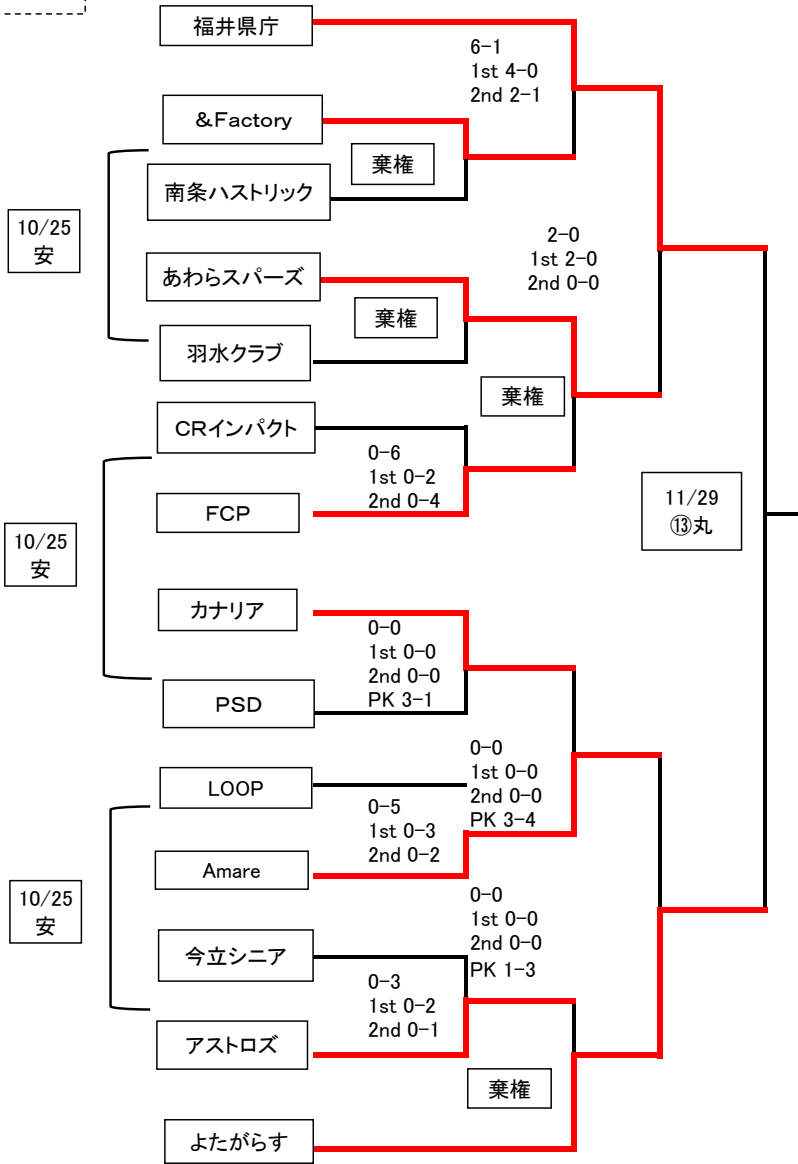 福井県庁
6-1
1st 4-0
2nd 2-1
&Factory
棄権
南条ハストリック
10/25
安
2-0
1st 2-0
2nd 0-0
あわらスパーズ
棄権
羽水クラブ
棄権
CRインパクト
0-6
1st 0-2
2nd 0-4
FCP
11/29
⑬丸
10/25
安
カナリア
0-0
1st 0-0
2nd 0-0
PK 3-1
PSD
LOOP
0-0
1st 0-0
2nd 0-0
PK 3-4
0-5
1st 0-3
2nd 0-2
Amare
10/25
安
0-0
1st 0-0
2nd 0-0
PK 1-3
今立シニア
0-3
1st 0-2
2nd 0-1
アストロズ
棄権
よたがらす